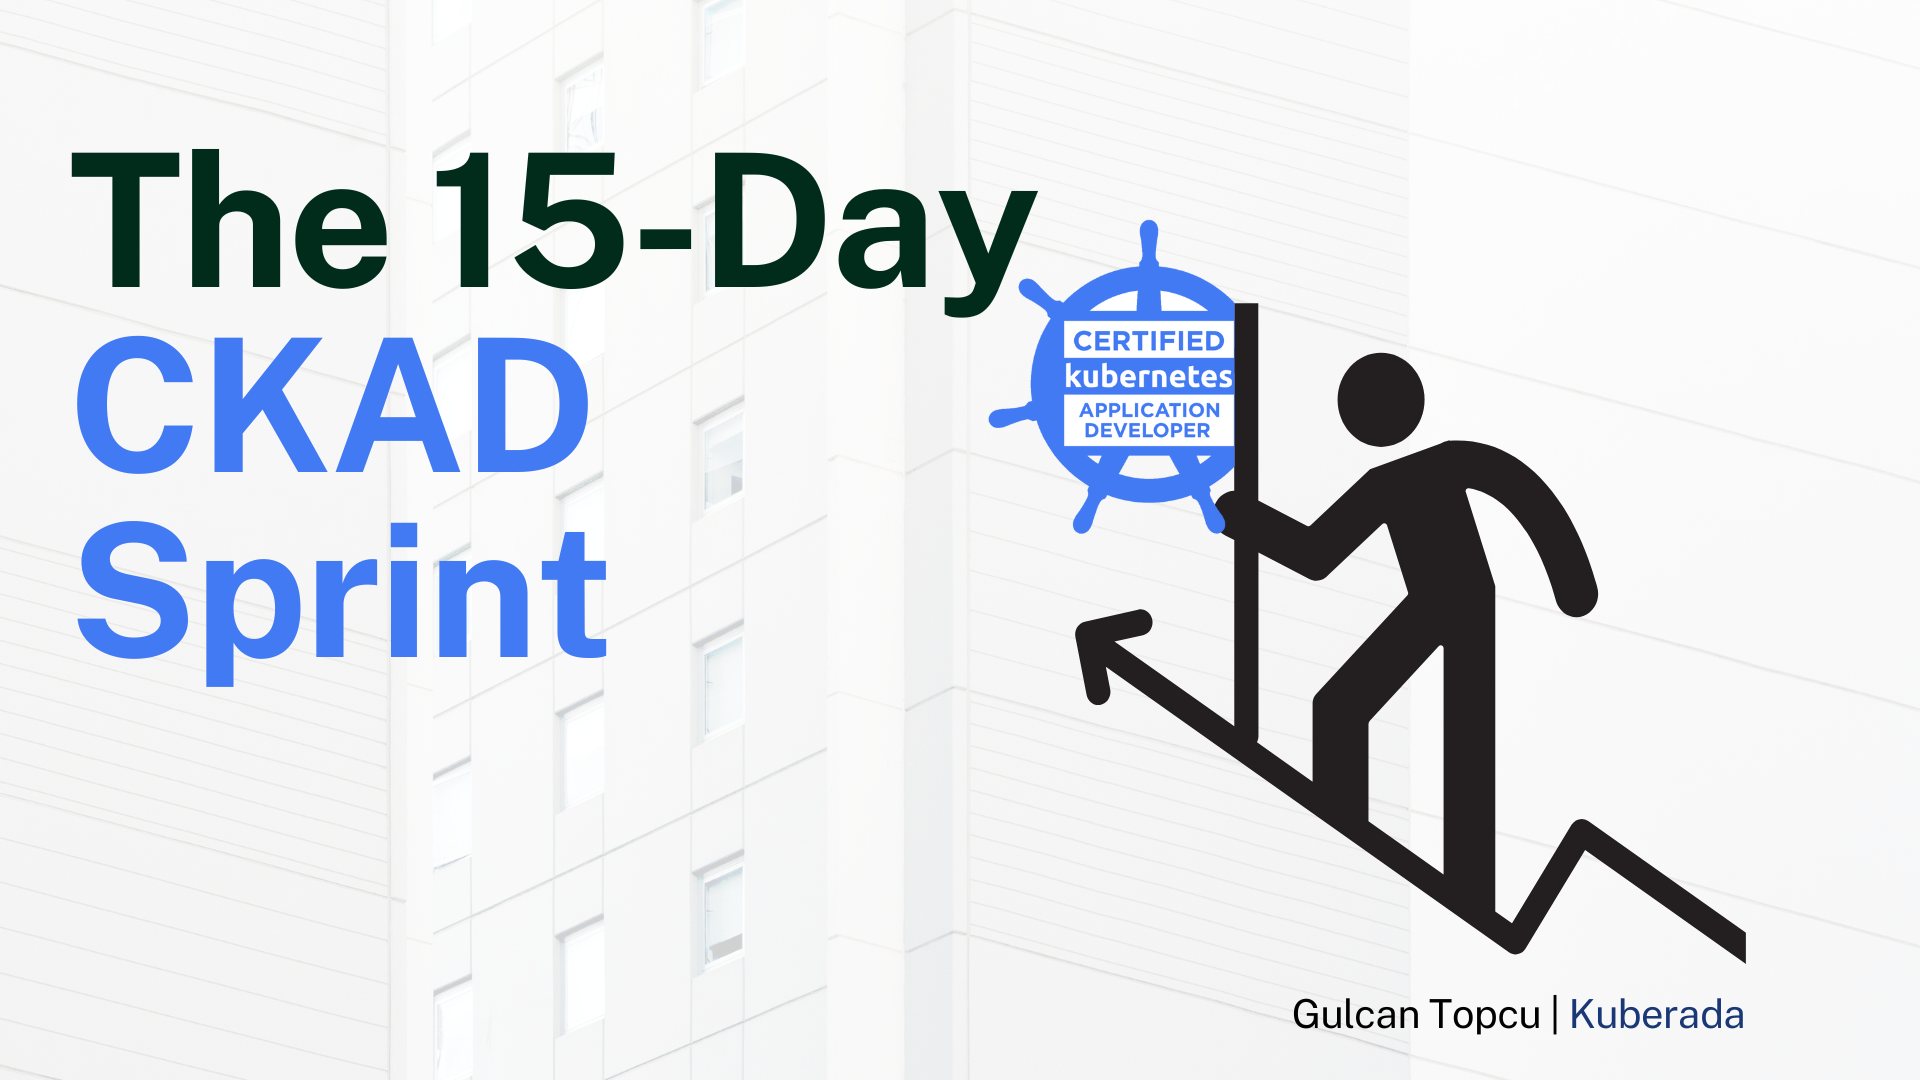 The 15-Day
CKAD
Sprint
CERTIFIED
kubernetes
APPLICATION
DEVELOPER
Gulcan Topcu | Kuberada